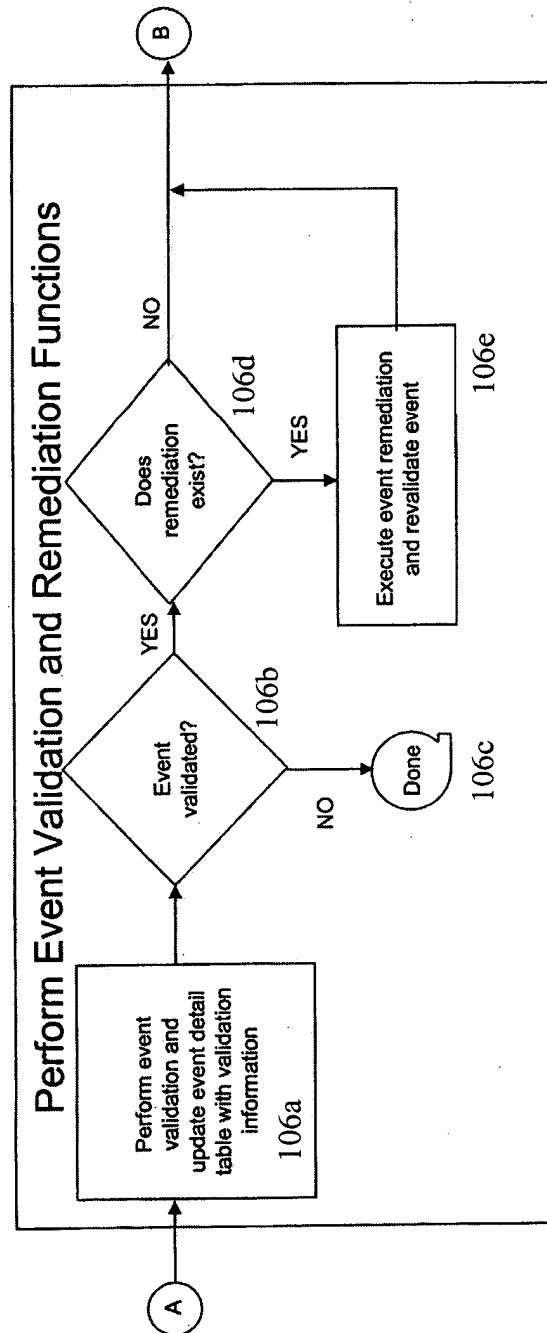 Perform Event Validation and Remediation Functions
A
Perform event
validation and
update event detail
table with validation
information
106a
Event
validated?
106b
YES
NO
Done
106c
Does
remediation
exist?
106d
NO
YES
Execute event remediation
and revalidate event
106e
B